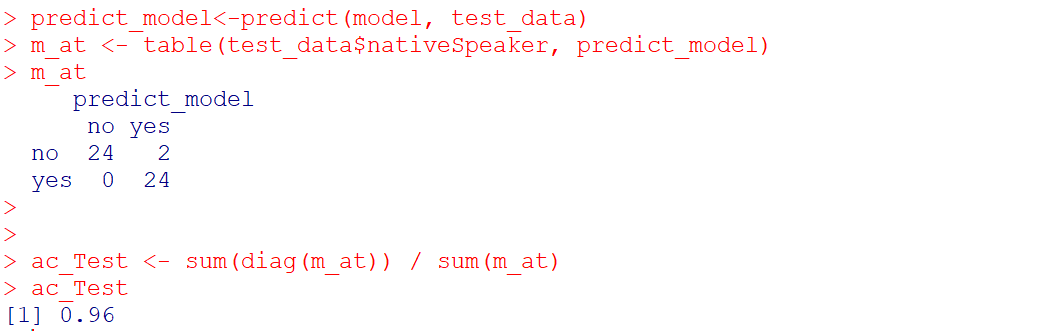 > predict_model<-predict(model, test_data)
> m_at <- table(test_data$nativeSpeaker, predict_model)
> m_at
     predict_model
      no yes
  no  24   2
  yes  0  24
>
>
> ac_Test <- sum(diag(m_at)) / sum(m_at)
> ac_Test
[1] 0.96